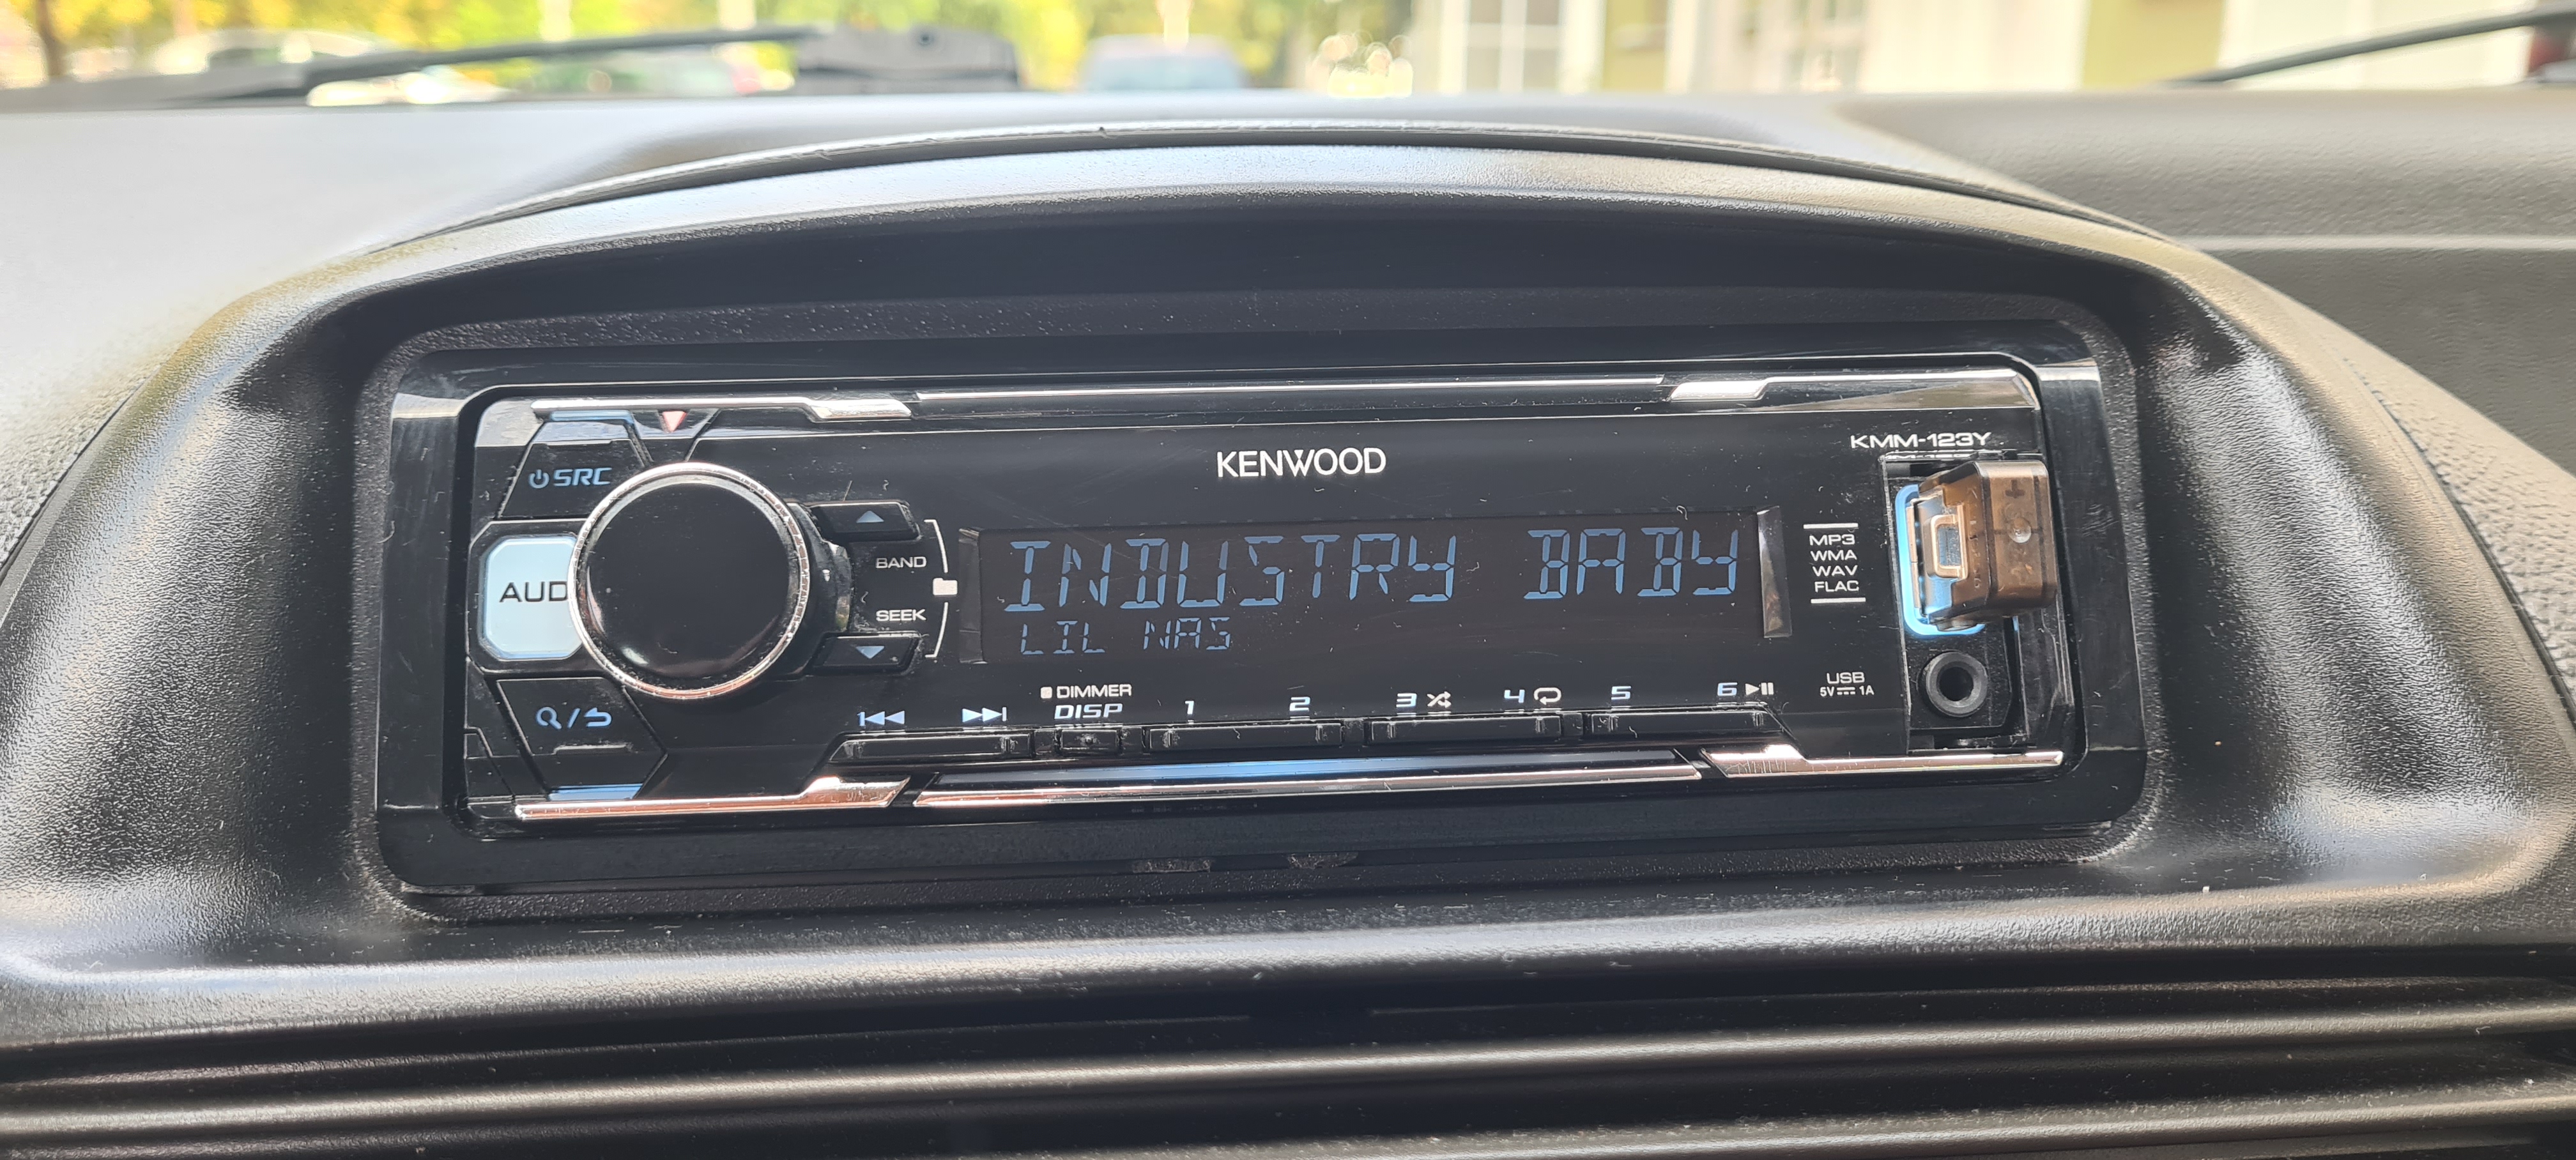 KENWOOD
KMM-123Y
SRC
AUD
BAND
SEEK
INDUSTRY BABY
LIL NAS
MP3
WMA
WAV
FLAC
USB
5V 1A
DIMMER
DISP
1 2 3 4 5 6